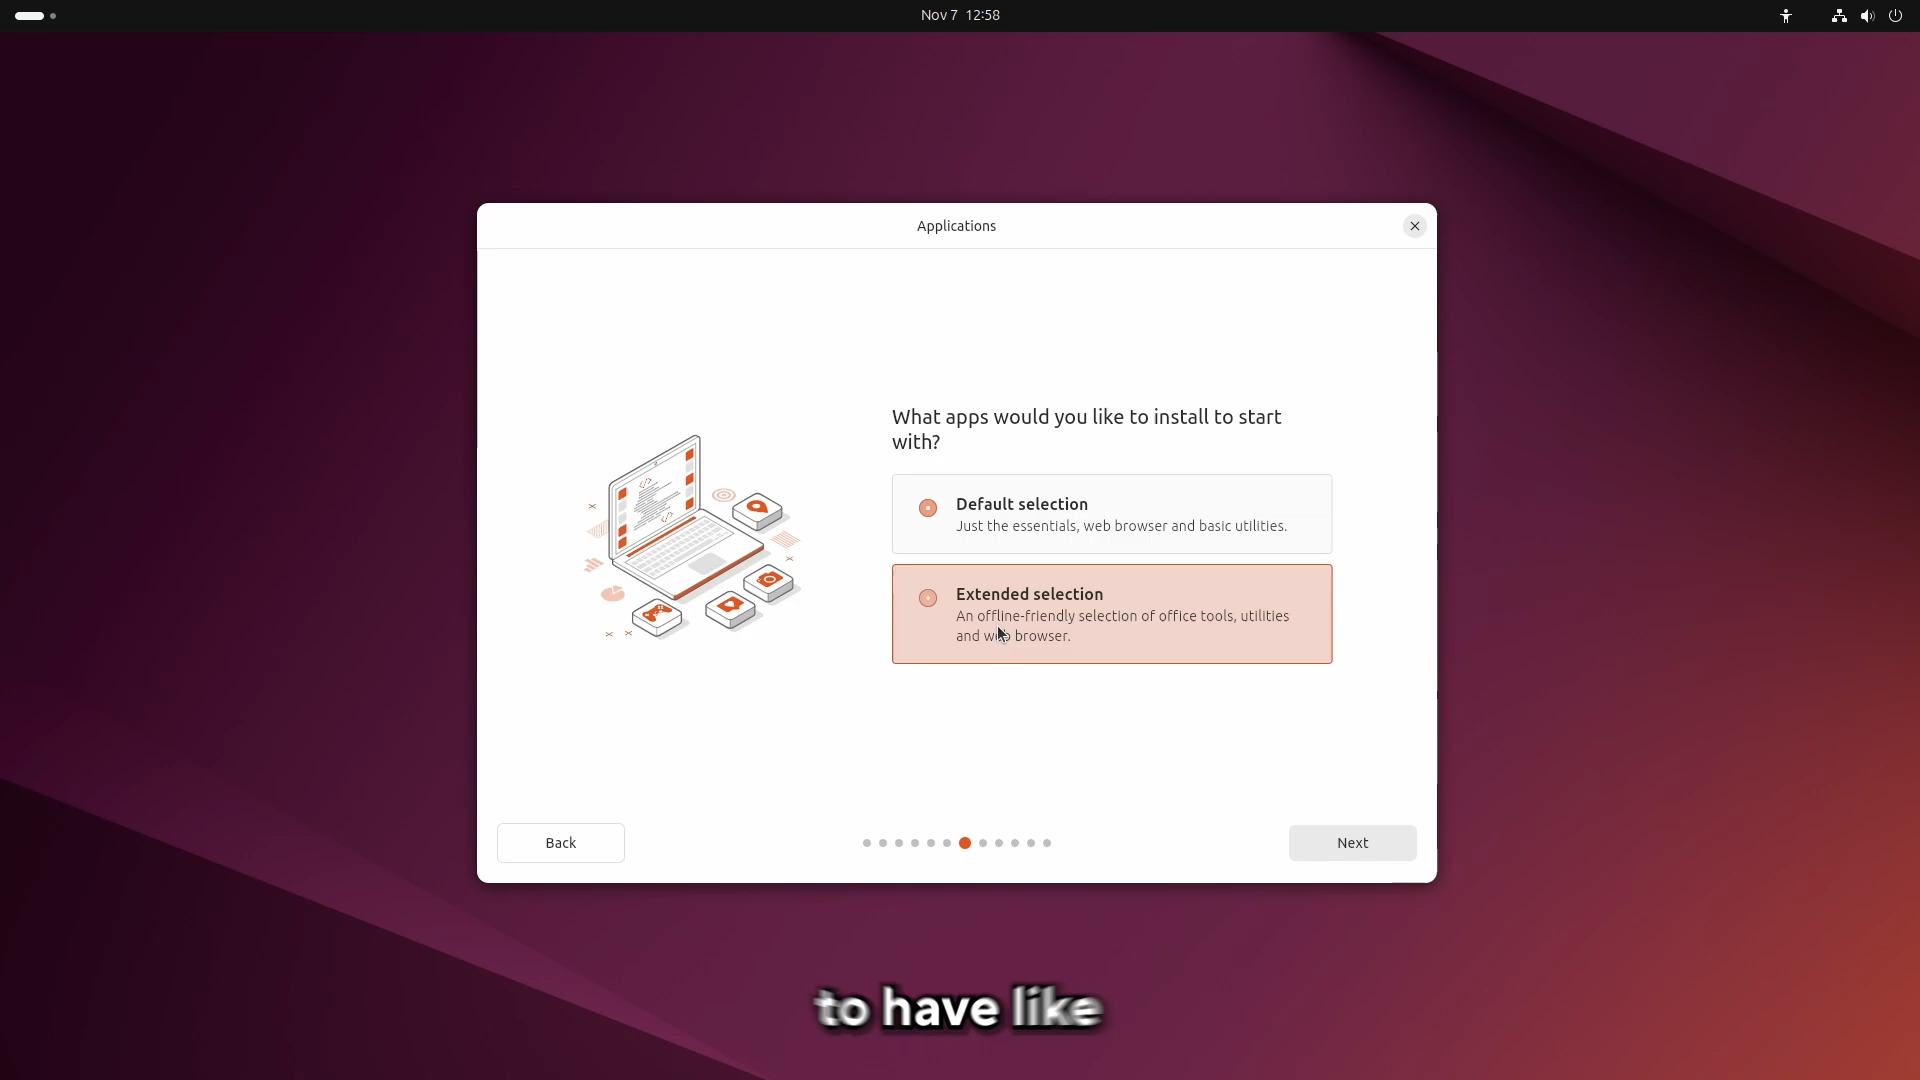 Nov 7 12:58
Applications
What apps would you like to install to start
with?
Default selection
Just the essentials, web browser and basic utilities.
Extended selection
An offline-friendly selection of office tools, utilities
and web browser.
Back
Next
to have like